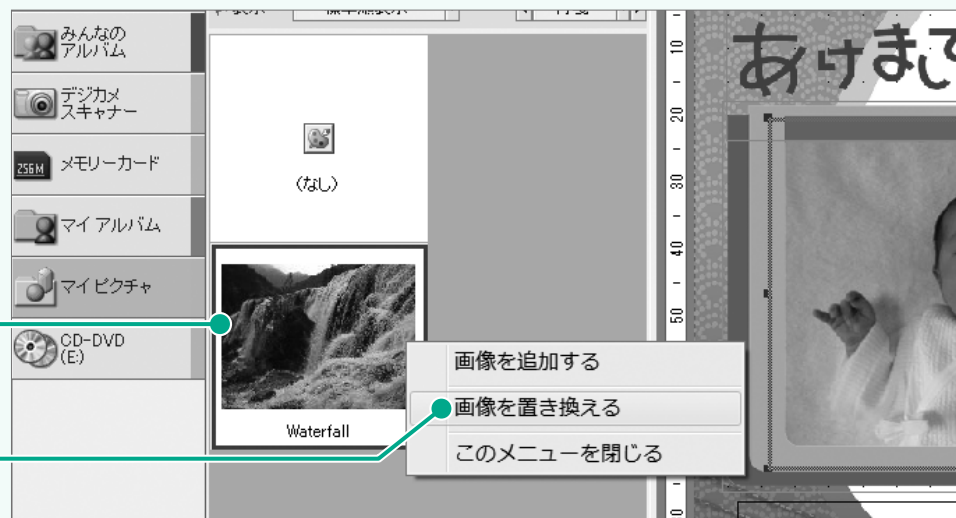 みんなの
アルバム
デジカメ
スキャナー
256M
メモリーカード
マイ アルバム
マイ ピクチャ
CD-DVD
(E:)
(なし)
Waterfall
画像を追加する
画像を置き換える
このメニューを閉じる
10
20
30
40
50
あけまして